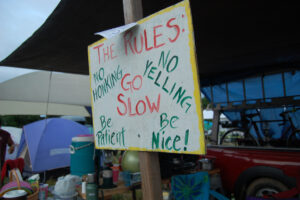 THE RULES:
NO HONKING
GO SLOW
NO YELLING
Be Patient
Be Nice!